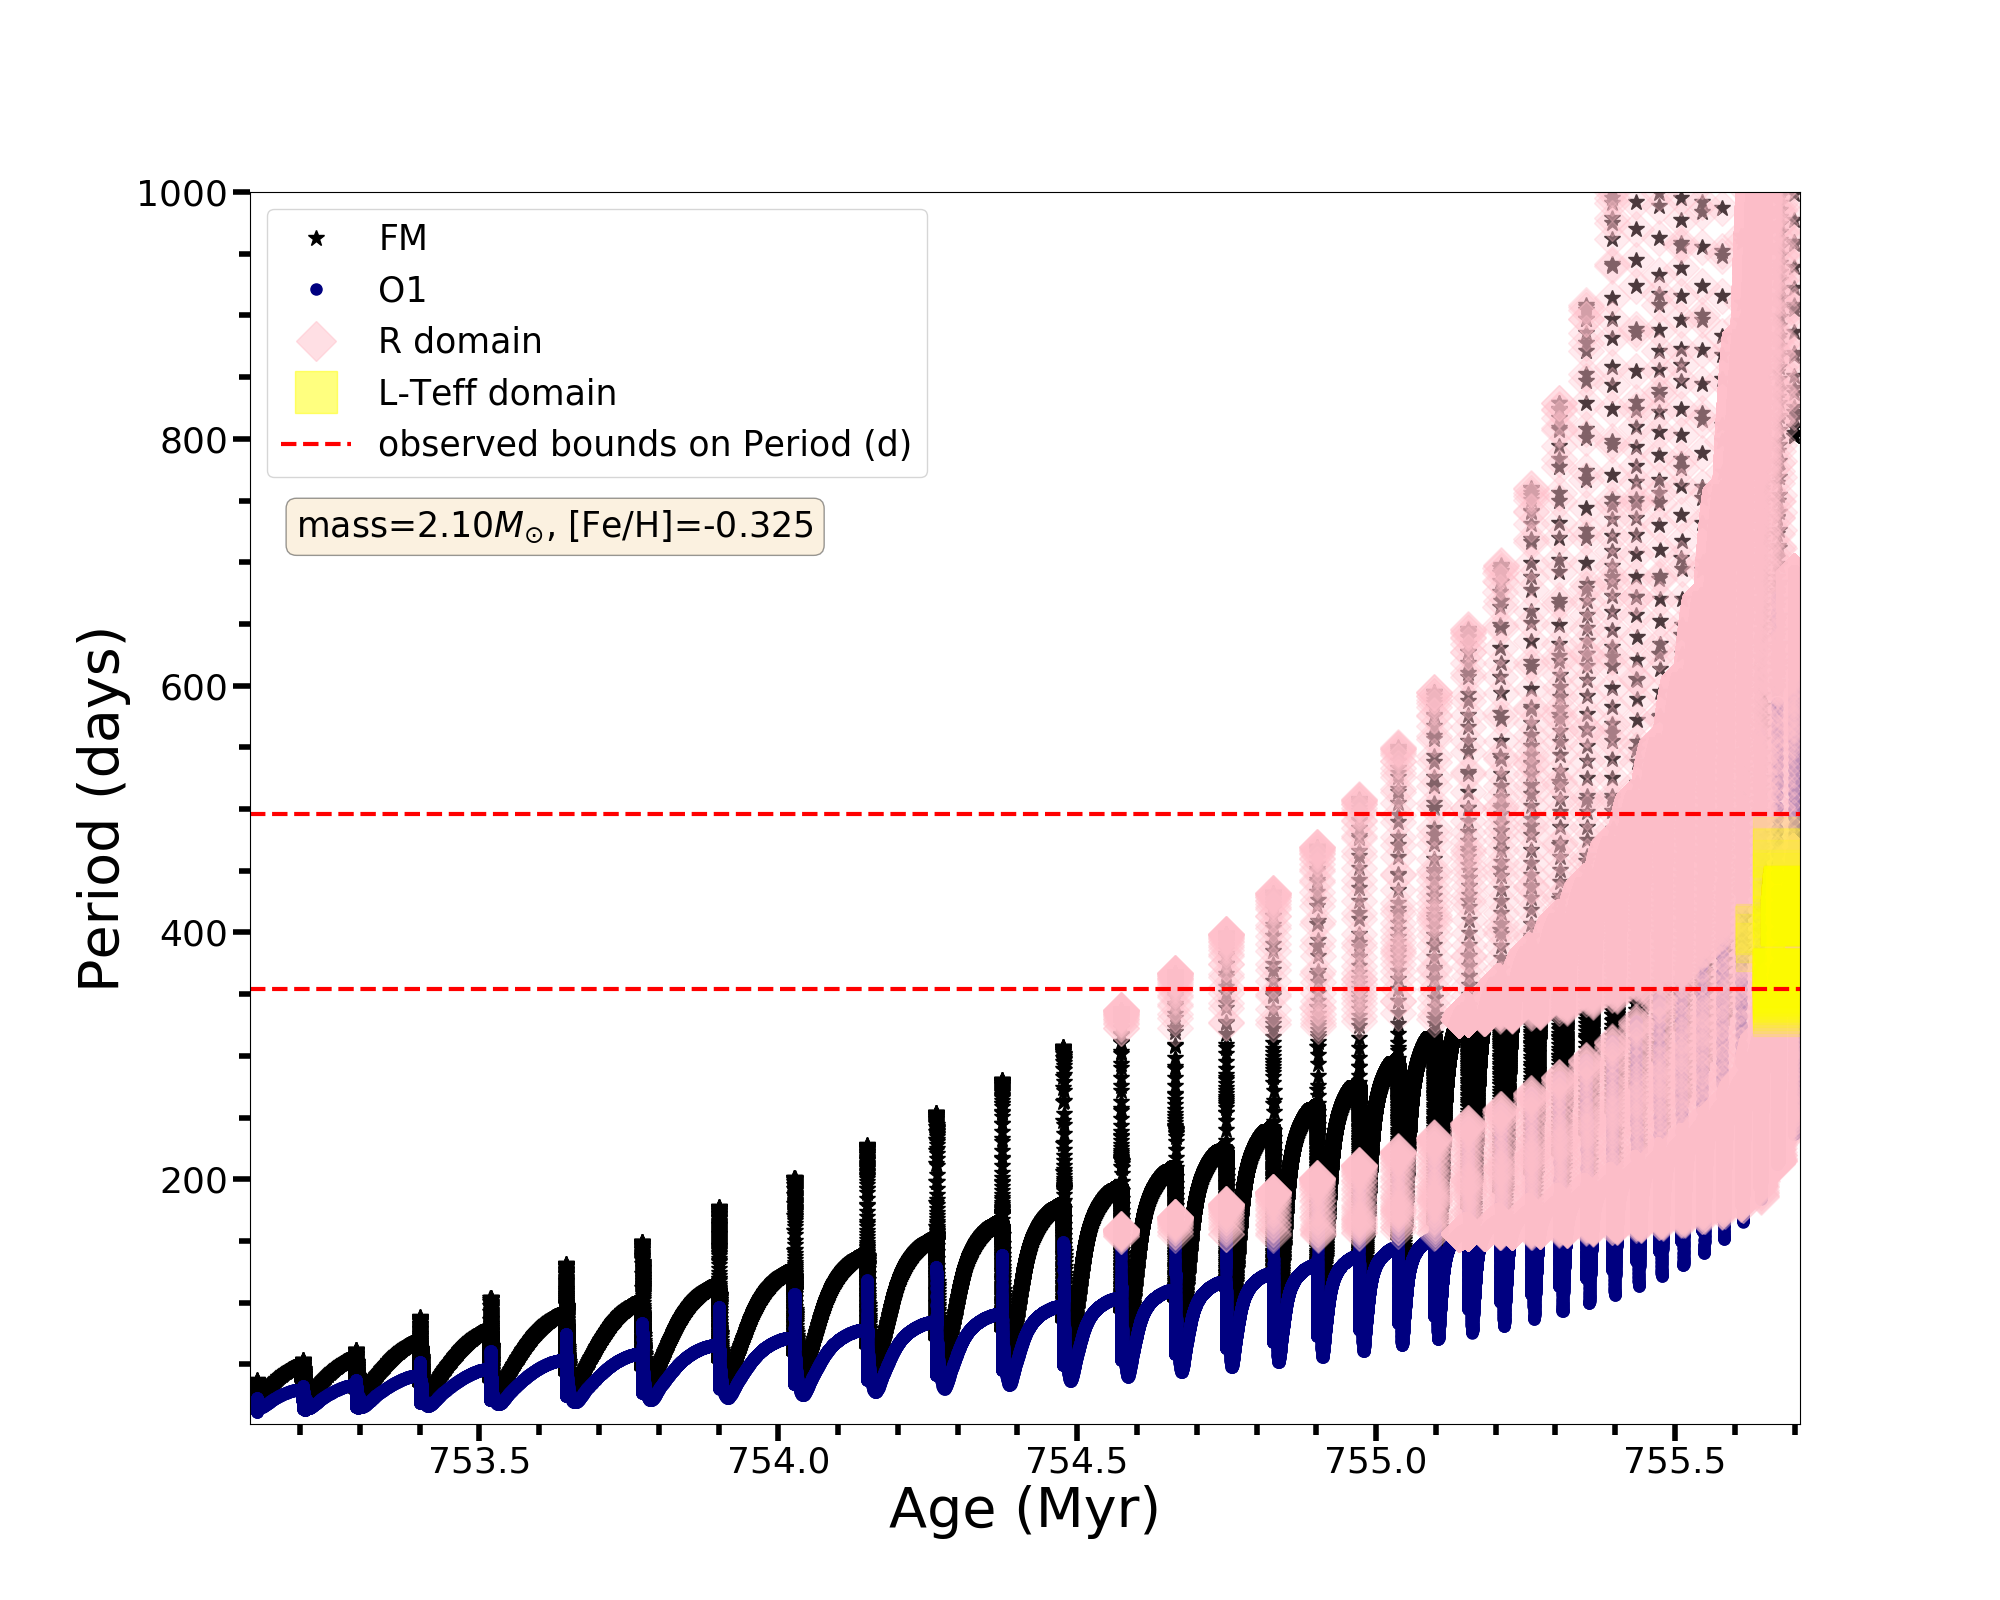 1000
800
600
400
200
Period (days)
FM
O1
R domain
L-Teff domain
observed bounds on Period (d)
mass=2.10M☉, [Fe/H]=-0.325
753.5 754.0 754.5 755.0 755.5
Age (Myr)